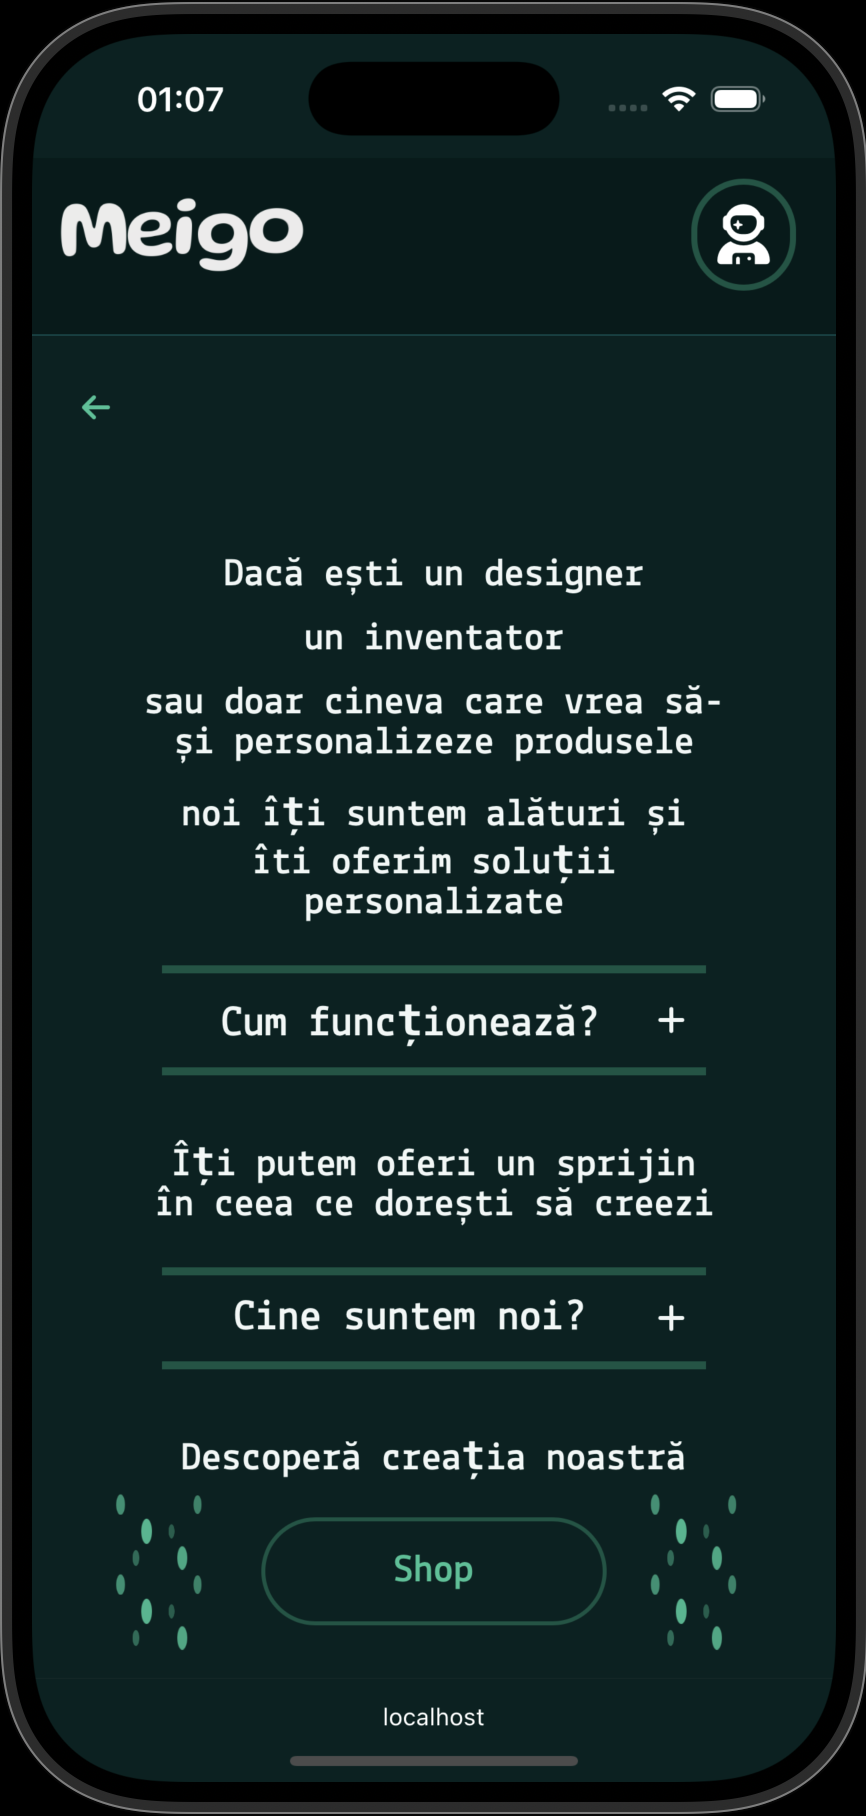 01:07
Meigo
Dacă ești un designer
un inventator
sau doar cineva care vrea să-
și personalizeze produsele
noi îți suntem alături și
îti oferim soluții
personalizate
Cum funcționează? +
Îți putem oferi un sprijin
în ceea ce dorești să creezi
Cine suntem noi? +
Descoperă creația noastră
Shop
localhost